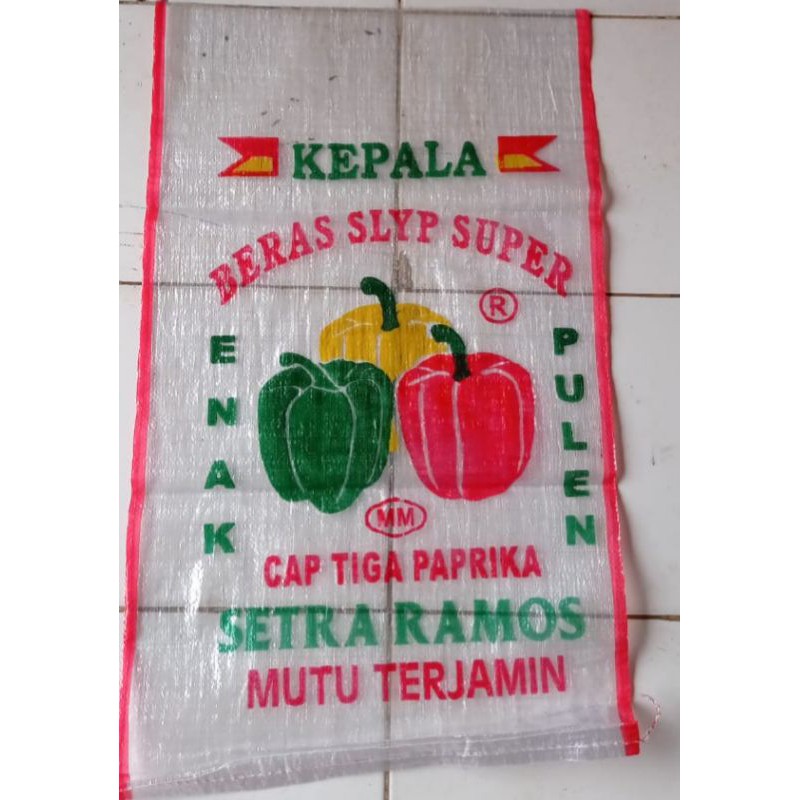 KEPALA
BERAS SLYP SUPER
®
ENAK
PULEN
MM
CAP TIGA PAPRIKA
SETRA RAMOS
MUTU TERJAMIN